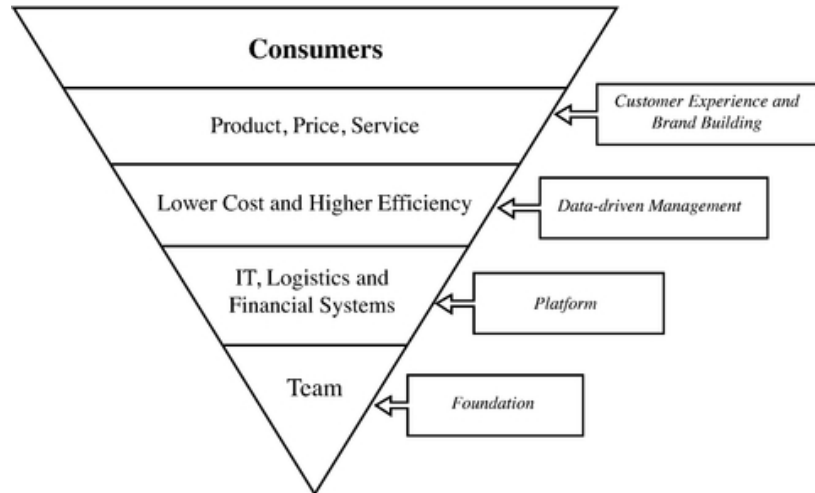 Consumers
Product, Price, Service
Customer Experience and
Brand Building
Lower Cost and Higher Efficiency
Data-driven Management
IT, Logistics and
Financial Systems
Platform
Team
Foundation